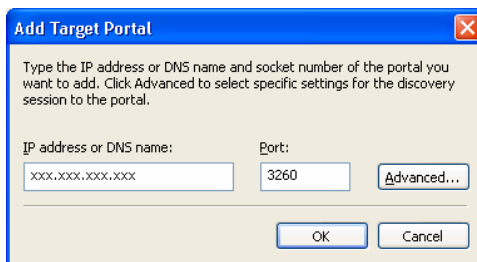 Add Target Portal
Type the IP address or DNS name and socket number of the portal you
want to add. Click Advanced to select specific settings for the discovery
session to the portal.
IP address or DNS name: Port:
xxx.xxx.xxx.xxx 3260 Advanced...
OK Cancel